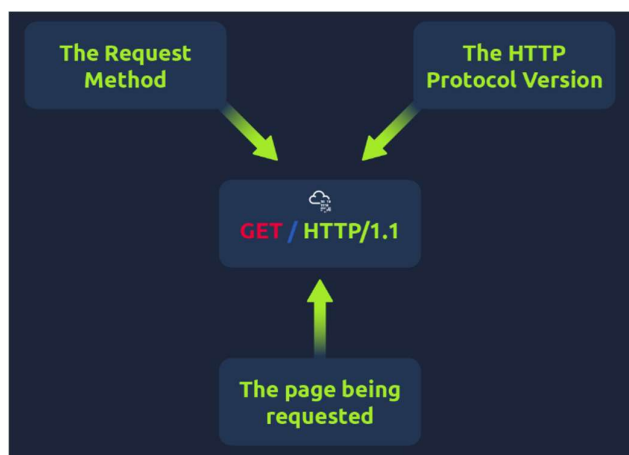 The Request
Method
The HTTP
Protocol Version
GET / HTTP/1.1
The page being
requested